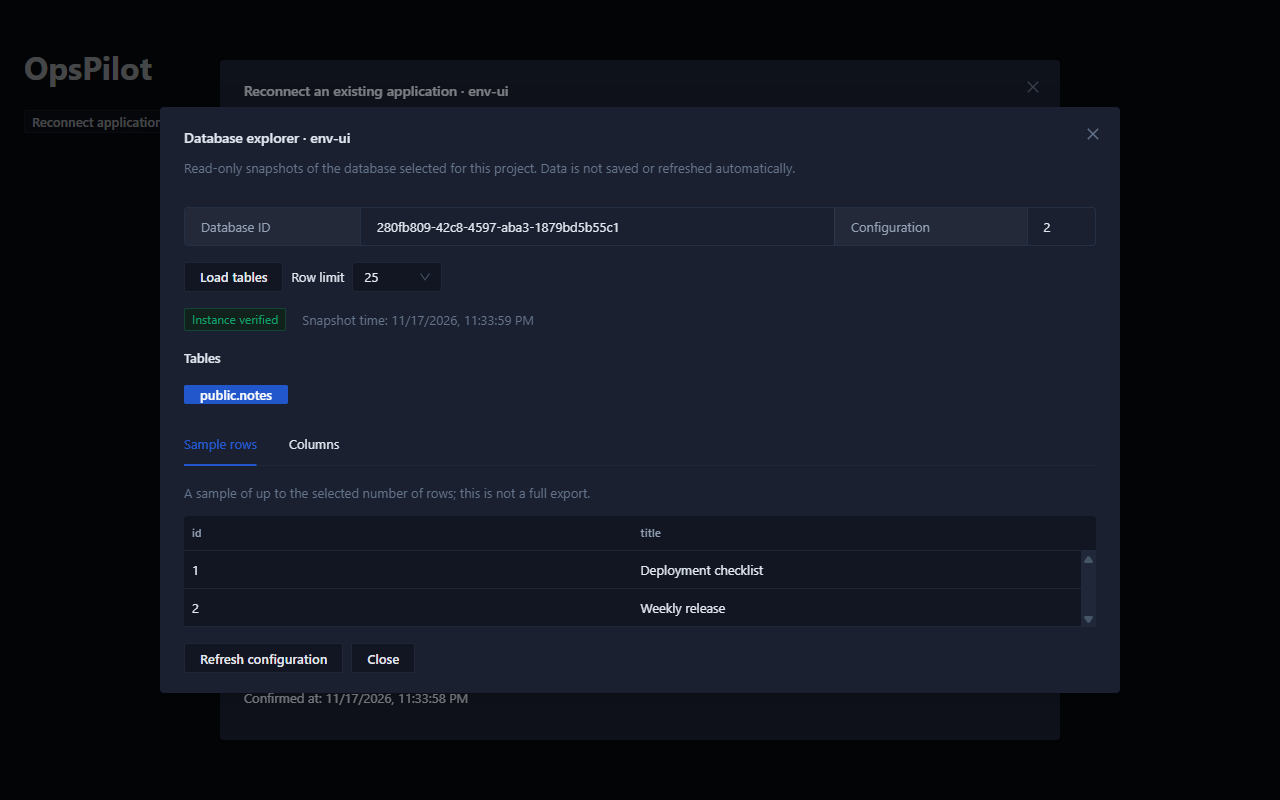 OpsPilot
Reconnect an existing application · env-ui
Reconnect application
Database explorer · env-ui
Read-only snapshots of the database selected for this project. Data is not saved or refreshed automatically.
Database ID 280fb809-42c8-4597-aba3-1879bd5b55c1 Configuration 2
Load tables Row limit 25
Instance verified Snapshot time: 11/17/2026, 11:33:59 PM
Tables
public.notes
Sample rows Columns
A sample of up to the selected number of rows; this is not a full export.
id title
1 Deployment checklist
2 Weekly release
Refresh configuration Close
Confirmed at: 11/17/2026, 11:33:58 PM